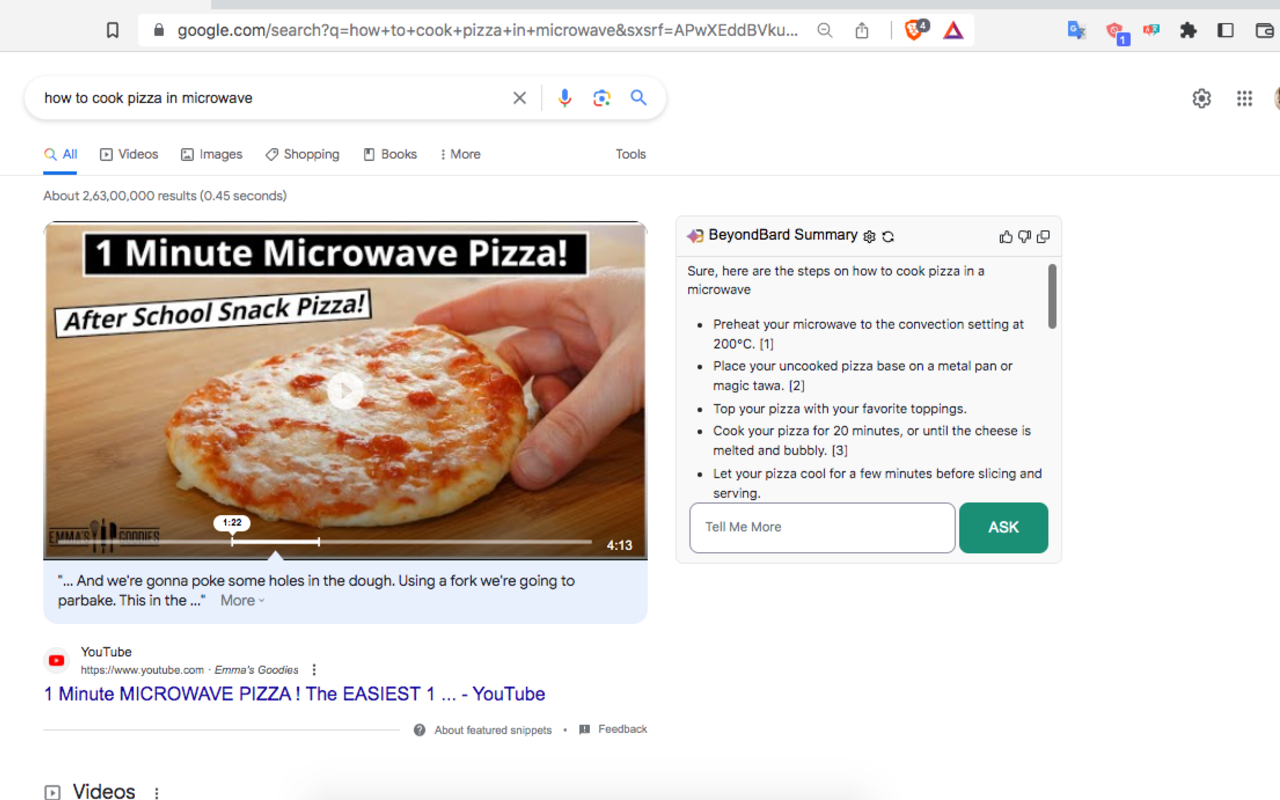 google.com/search?q=how+to+cook+pizza+in+microwave&sxsrf=APwXEddBVku...
4
1
how to cook pizza in microwave
All
Videos
Images
Shopping
Books
More
Tools
About 2,63,00,000 results (0.45 seconds)
1 Minute Microwave Pizza!
After School Snack Pizza!
EMMA'S GOODIES
1:22
4:13
"... And we're gonna poke some holes in the dough. Using a fork we're going to
parbake. This in the ..." More
YouTube
https://www.youtube.com · Emma's Goodies
1 Minute MICROWAVE PIZZA ! The EASIEST 1 ... - YouTube
About featured snippets • Feedback
Videos
BeyondBard Summary
Sure, here are the steps on how to cook pizza in a
microwave
• Preheat your microwave to the convection setting at
200°C. [1]
• Place your uncooked pizza base on a metal pan or
magic tawa. [2]
• Top your pizza with your favorite toppings.
• Cook your pizza for 20 minutes, or until the cheese is
melted and bubbly. [3]
• Let your pizza cool for a few minutes before slicing and
serving.
Tell Me More
ASK